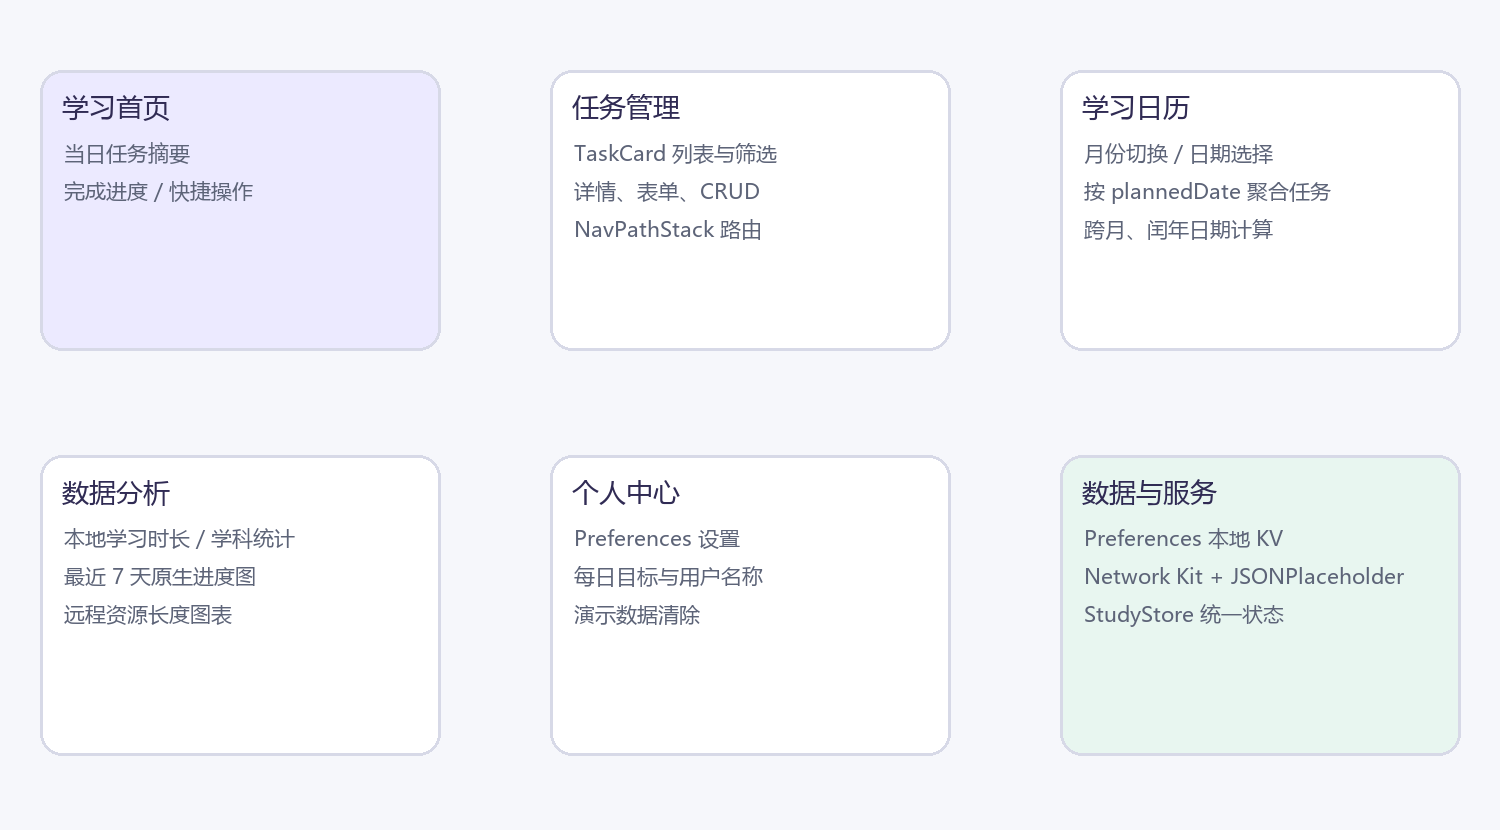 学习首页
当日任务摘要
完成进度 / 快捷操作
任务管理
TaskCard 列表与筛选
详情、表单、CRUD
NavPathStack 路由
学习日历
月份切换 / 日期选择
按 plannedDate 聚合任务
跨月、闰年日期计算
数据分析
本地学习时长 / 学科统计
最近 7 天原生进度图
远程资源长度图表
个人中心
Preferences 设置
每日目标与用户名称
演示数据清除
数据与服务
Preferences 本地 KV
Network Kit + JSONPlaceholder
StudyStore 统一状态